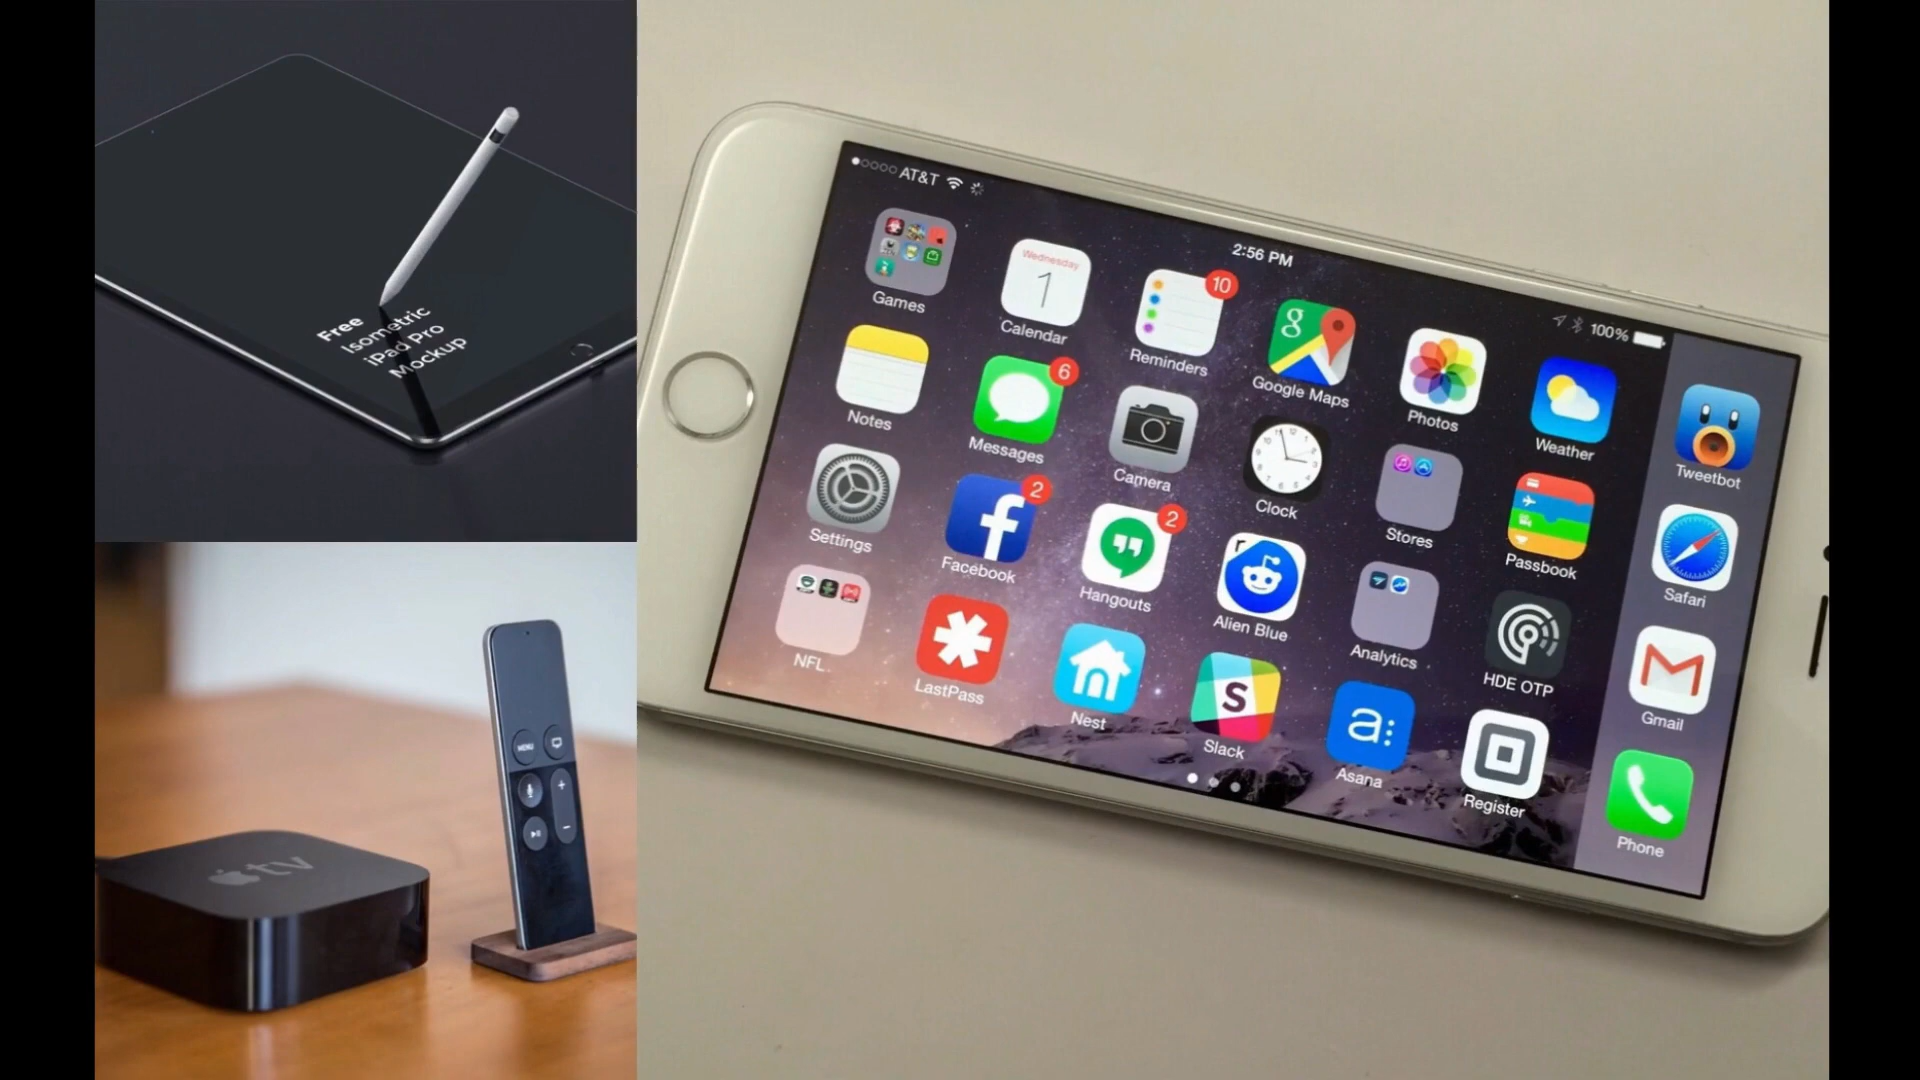 Free
Isometric
iPad Pro
Mockup
MENU
tv
AT&T
2:56 PM
100%
Games
Wednesday
1
Calendar
10
Reminders
g
Google Maps
Photos
Weather
Tweetbot
Notes
6
Messages
Camera
Clock
Stores
Passbook
Safari
Settings
2
Facebook
2
Hangouts
Alien Blue
Analytics
HDE OTP
Gmail
NFL
LastPass
Nest
S
Slack
a:
Asana
Register
Phone